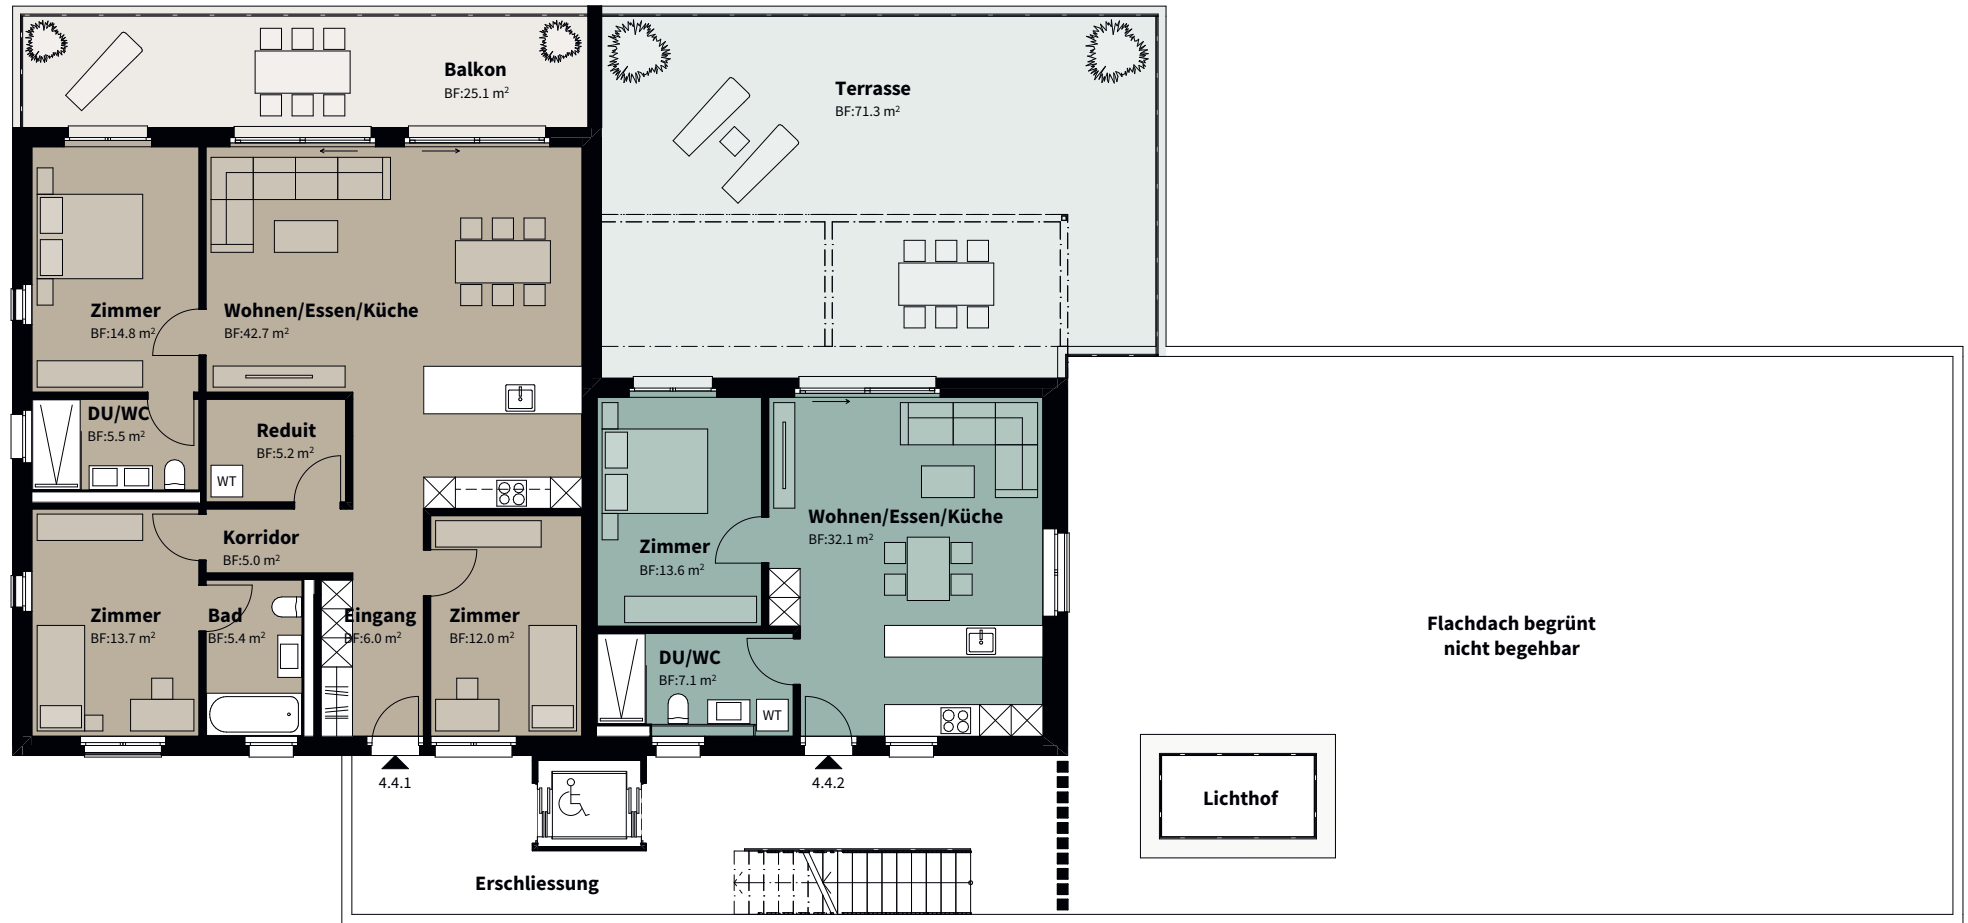 Balkon
BF:25.1 m²
Terrasse
BF:71.3 m²
Zimmer
BF:14.8 m²
Wohnen/Essen/Küche
BF:42.7 m²
DU/WC
BF:5.5 m²
Reduit
BF:5.2 m²
WT
Korridor
BF:5.0 m²
Zimmer
BF:13.7 m²
Bad
BF:5.4 m²
Eingang
BF:6.0 m²
Zimmer
BF:12.0 m²
Zimmer
BF:13.6 m²
Wohnen/Essen/Küche
BF:32.1 m²
DU/WC
BF:7.1 m²
WT
4.4.1
4.4.2
Erschliessung
Flachdach begrünt
nicht begehbar
Lichthof